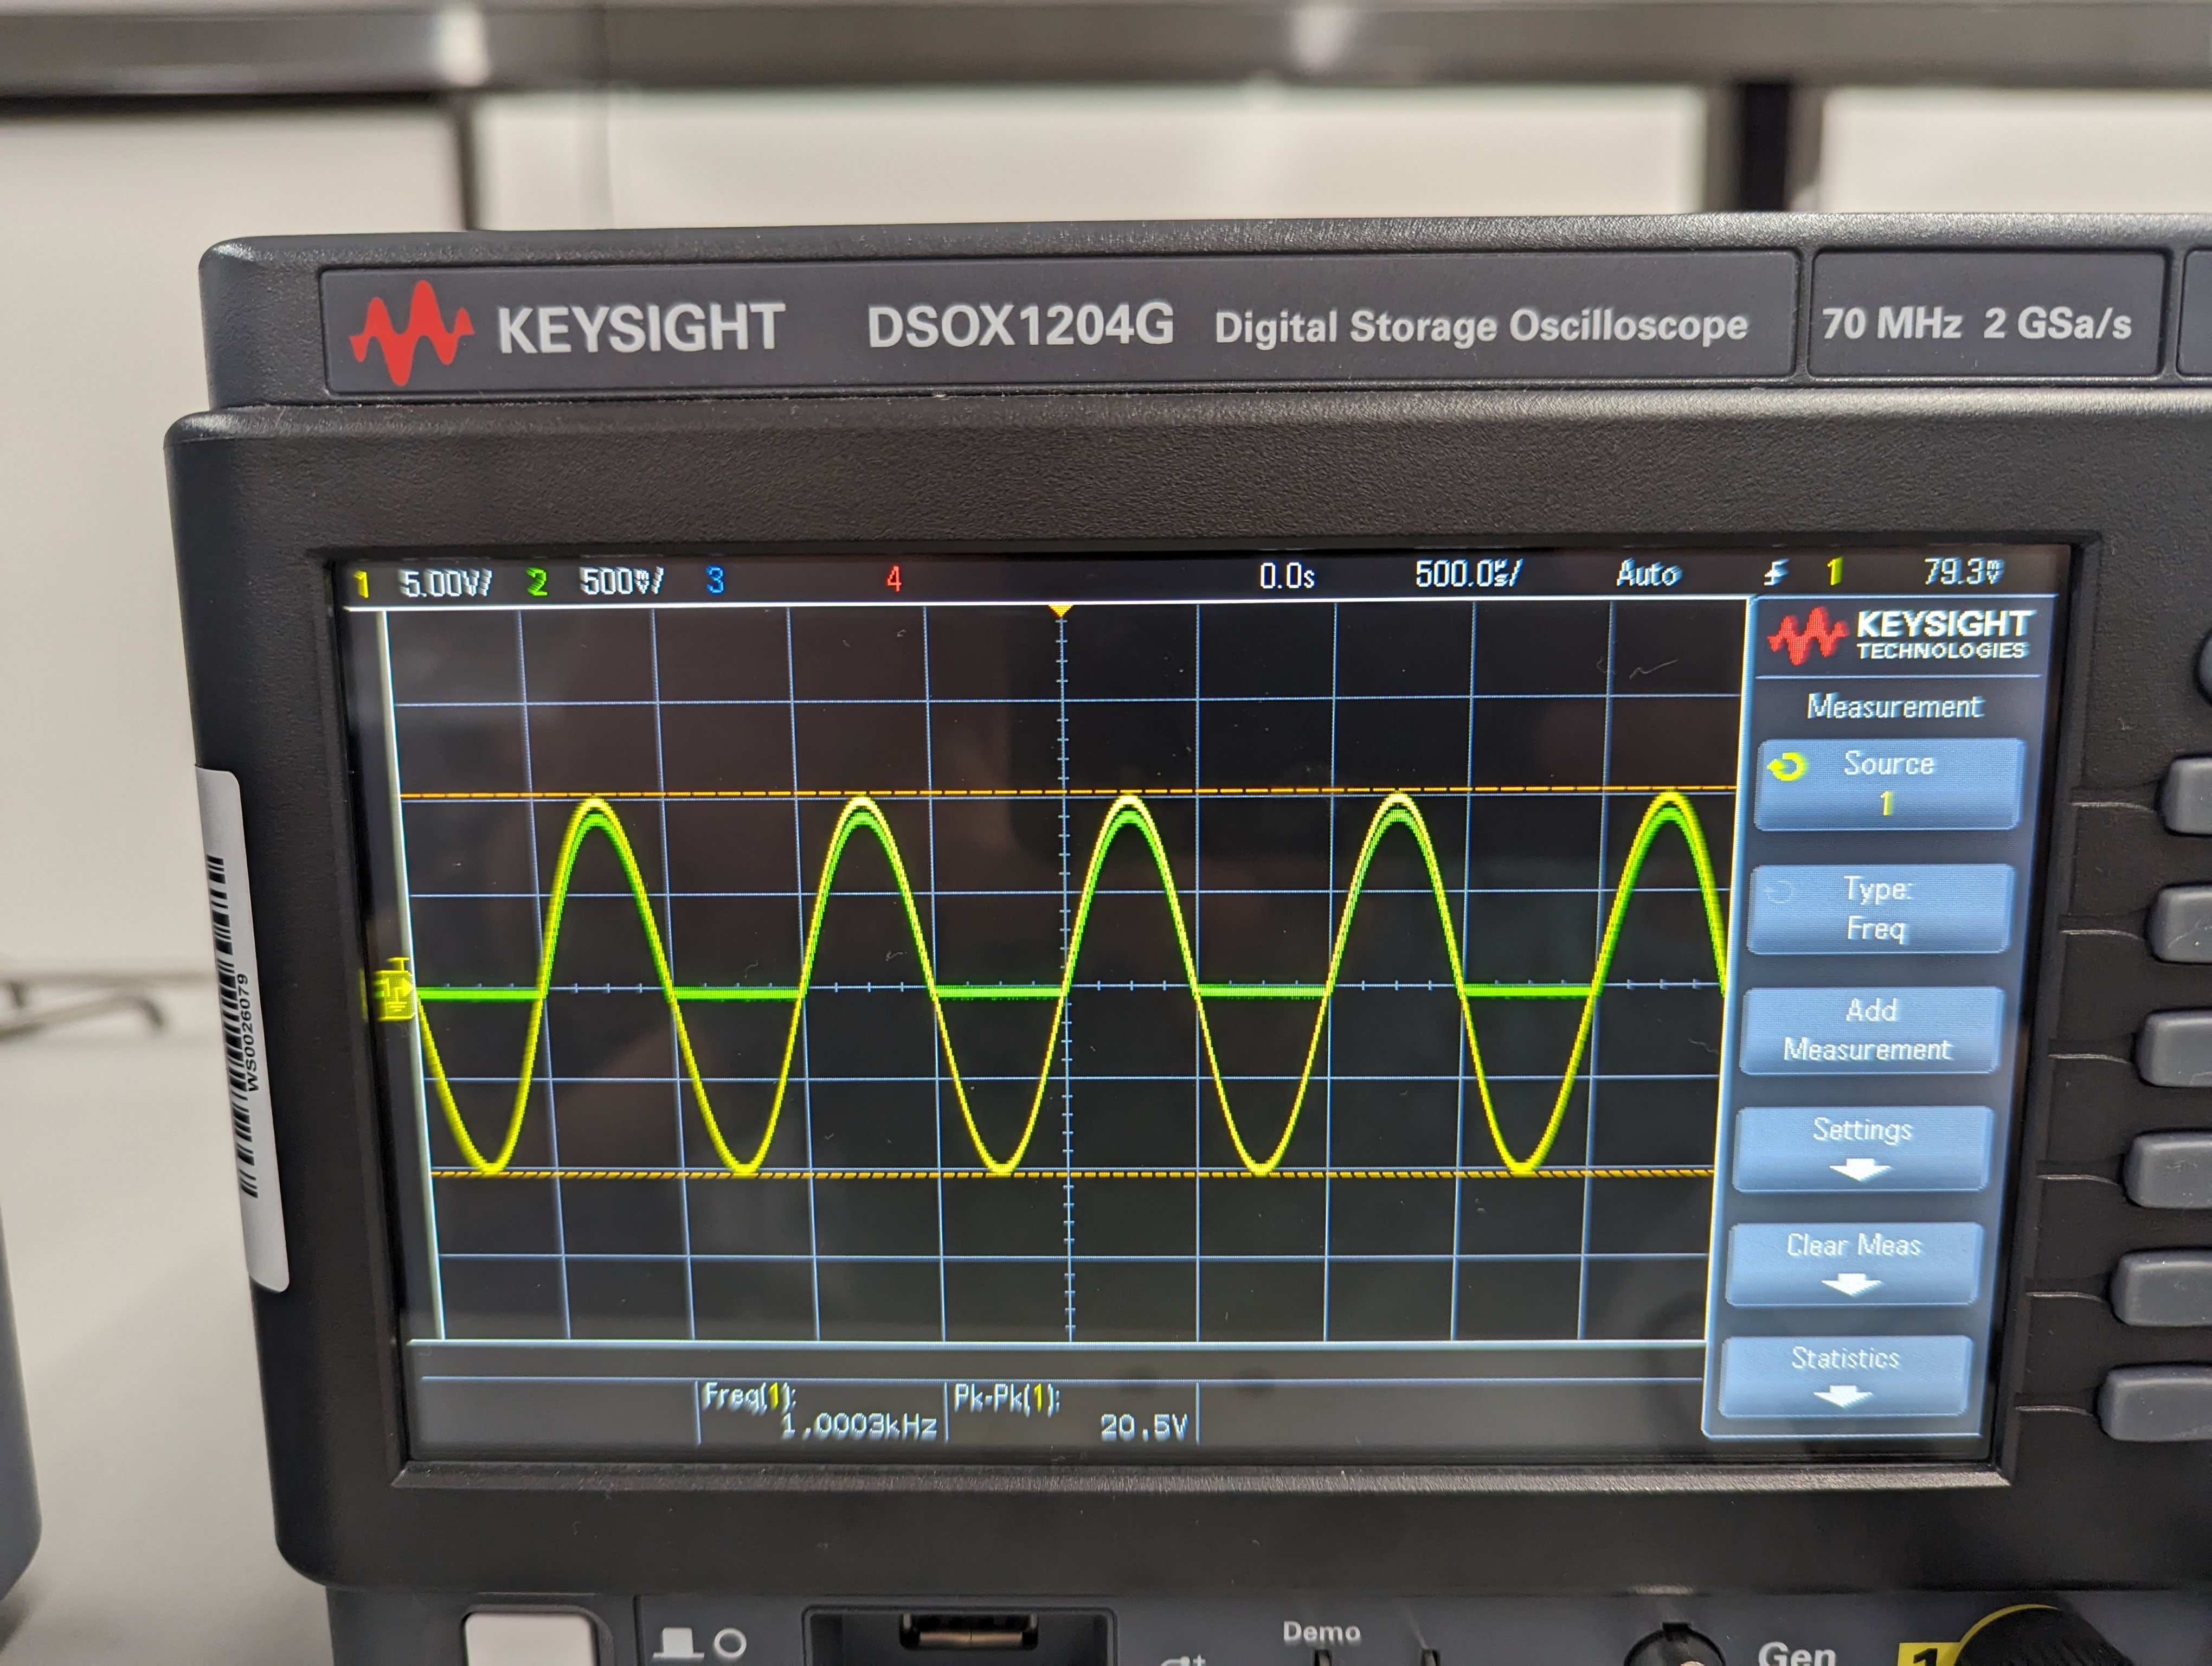 KEYSIGHT DSOX1204G Digital Storage Oscilloscope 70 MHz 2 GSa/s
1 5.00V/ 2 500mV/ 3 4 0.0s 500.0µs/ Auto 1 79.3mV
KEYSIGHT
TECHNOLOGIES
Measurement
Source
1
Type:
Freq
Add
Measurement
Settings
Clear Meas
Statistics
Freq(1):
1.0003kHz
Pk-Pk(1):
20.5V
WS0026079
Demo
Gen
1